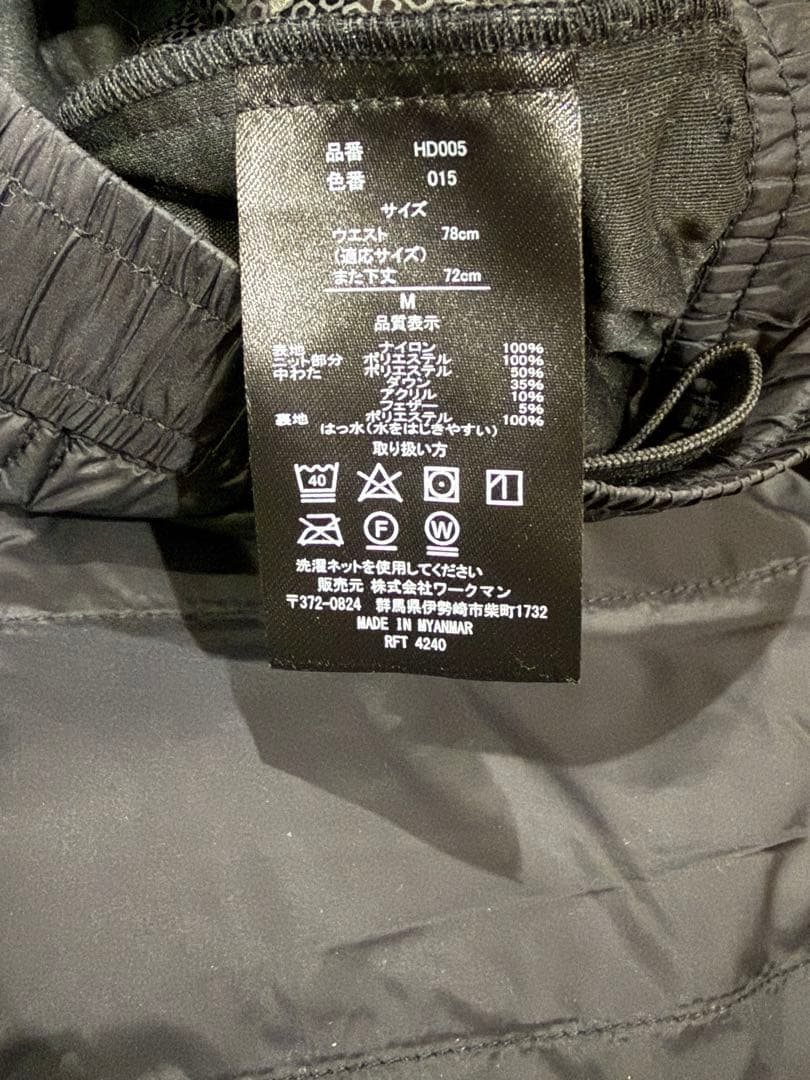 品番 HD005
色番 015
サイズ
ウエスト 78cm
(適応サイズ)
また下丈 72cm
M
品質表示
表地 ナイロン 100%
ニット部分 ポリエステル 100%
中わた ポリエステル 50%
ダウン 35%
アクリル 10%
フェザー 5%
裏地 ポリエステル 100%
はっ水(水をはじきやすい)
取り扱い方
40
F W
洗濯ネットを使用してください
販売元 株式会社ワークマン
〒372-0824 群馬県伊勢崎市柴町1732
MADE IN MYANMAR
RFT 4240